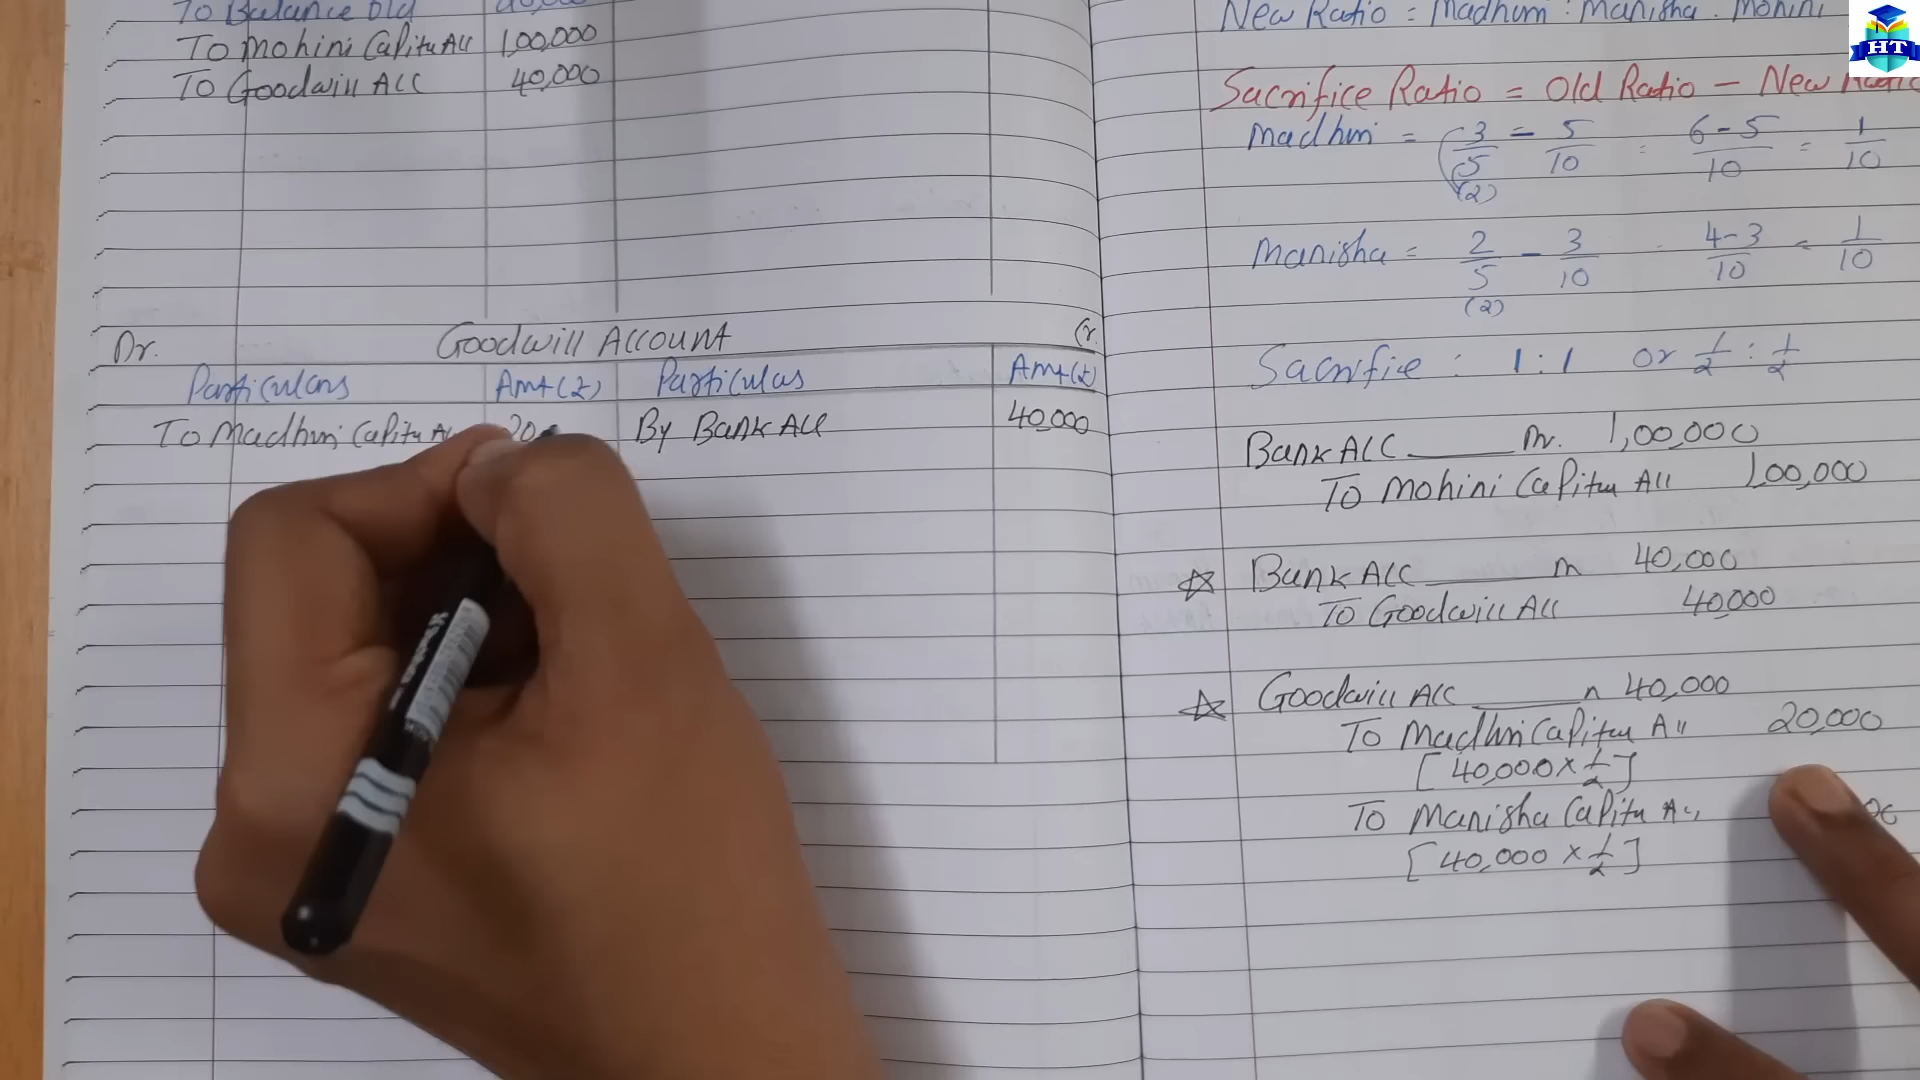 To Balance b/d
To Mohini Capital A/c 1,00,000
To Goodwill A/c 40,000
Dr. Goodwill Account Cr.
Particulars Amt(₹) Particulas Amt(₹)
To Madhuri Capital A/c 20 By Bank A/c 40,000
New Ratio = Madhuri : Manisha : Mohini
HT
Sacrifice Ratio = Old Ratio - New Ratio
Madhuri = 3/5 - 5/10 = 6-5/10 = 1/10
(2)
Manisha = 2/5 - 3/10 = 4-3/10 = 1/10
(2)
Sacrifie : 1:1 or 1/2 : 1/2
Bank A/c Dr. 1,00,000
To Mohini Capital A/c 1,00,000
☆ Bank A/c Dr 40,000
To Goodwill A/c 40,000
☆ Goodwill A/c Dr 40,000
To Madhuri Capital A/c 20,000
[40,000 × 1/2]
To Manisha Capital A/c
[40,000 × 1/2]